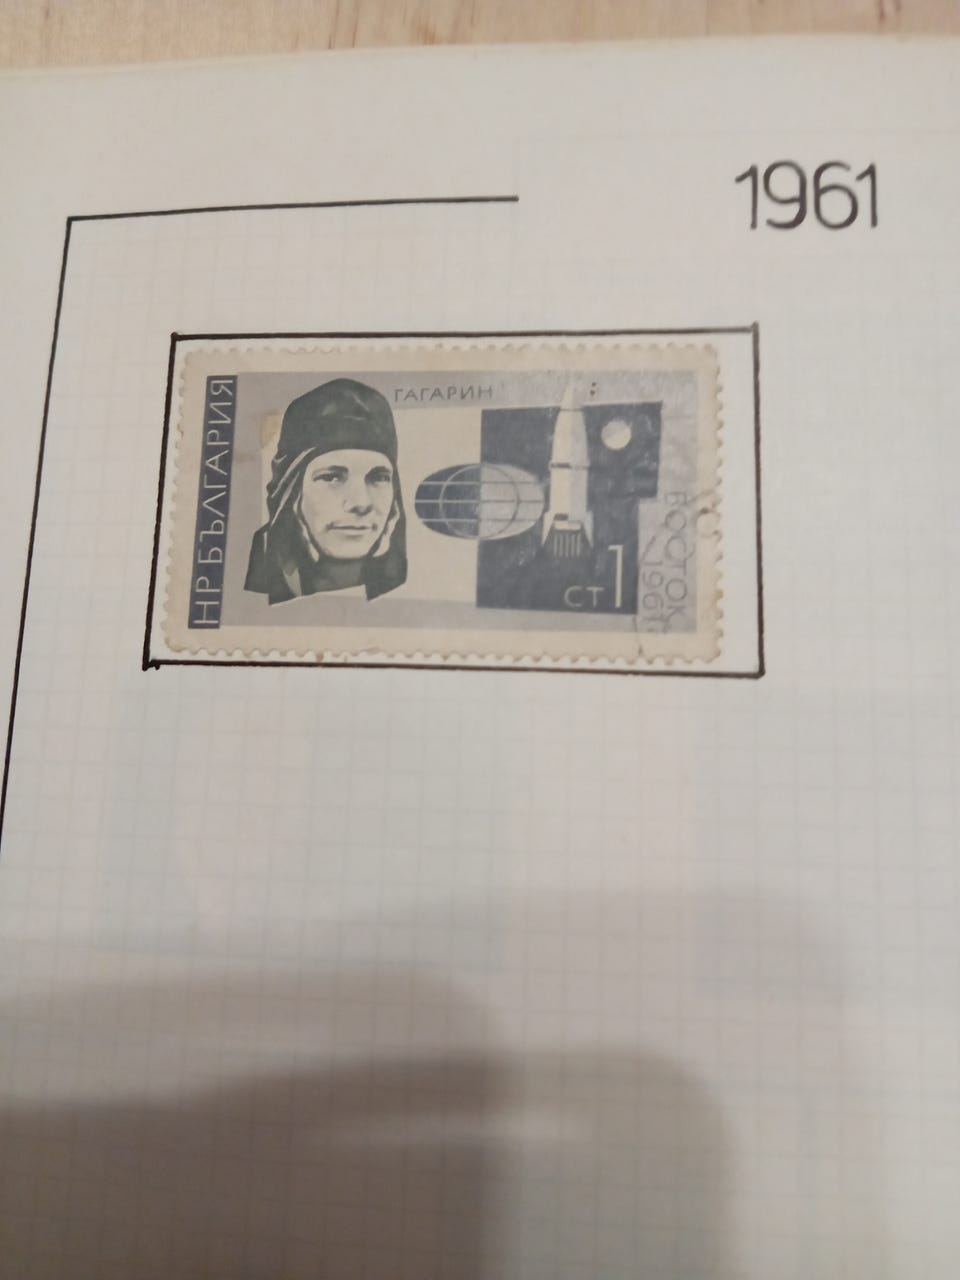 1961
НР БЪЛГАРИЯ
ГАГАРИН
СТ 1
ВОСТОК
1961